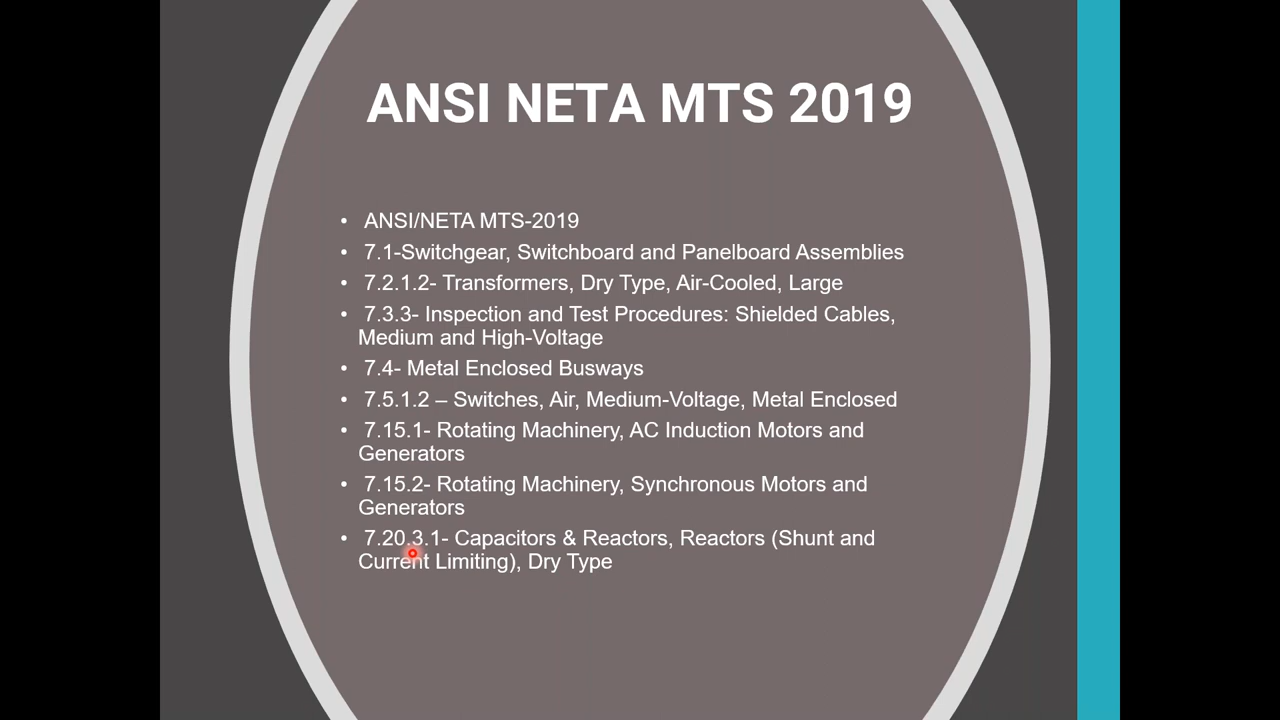 ANSI NETA MTS 2019
• ANSI/NETA MTS-2019
• 7.1-Switchgear, Switchboard and Panelboard Assemblies
• 7.2.1.2- Transformers, Dry Type, Air-Cooled, Large
• 7.3.3- Inspection and Test Procedures: Shielded Cables,
Medium and High-Voltage
• 7.4- Metal Enclosed Busways
• 7.5.1.2 – Switches, Air, Medium-Voltage, Metal Enclosed
• 7.15.1- Rotating Machinery, AC Induction Motors and
Generators
• 7.15.2- Rotating Machinery, Synchronous Motors and
Generators
• 7.20.3.1- Capacitors & Reactors, Reactors (Shunt and
Current Limiting), Dry Type